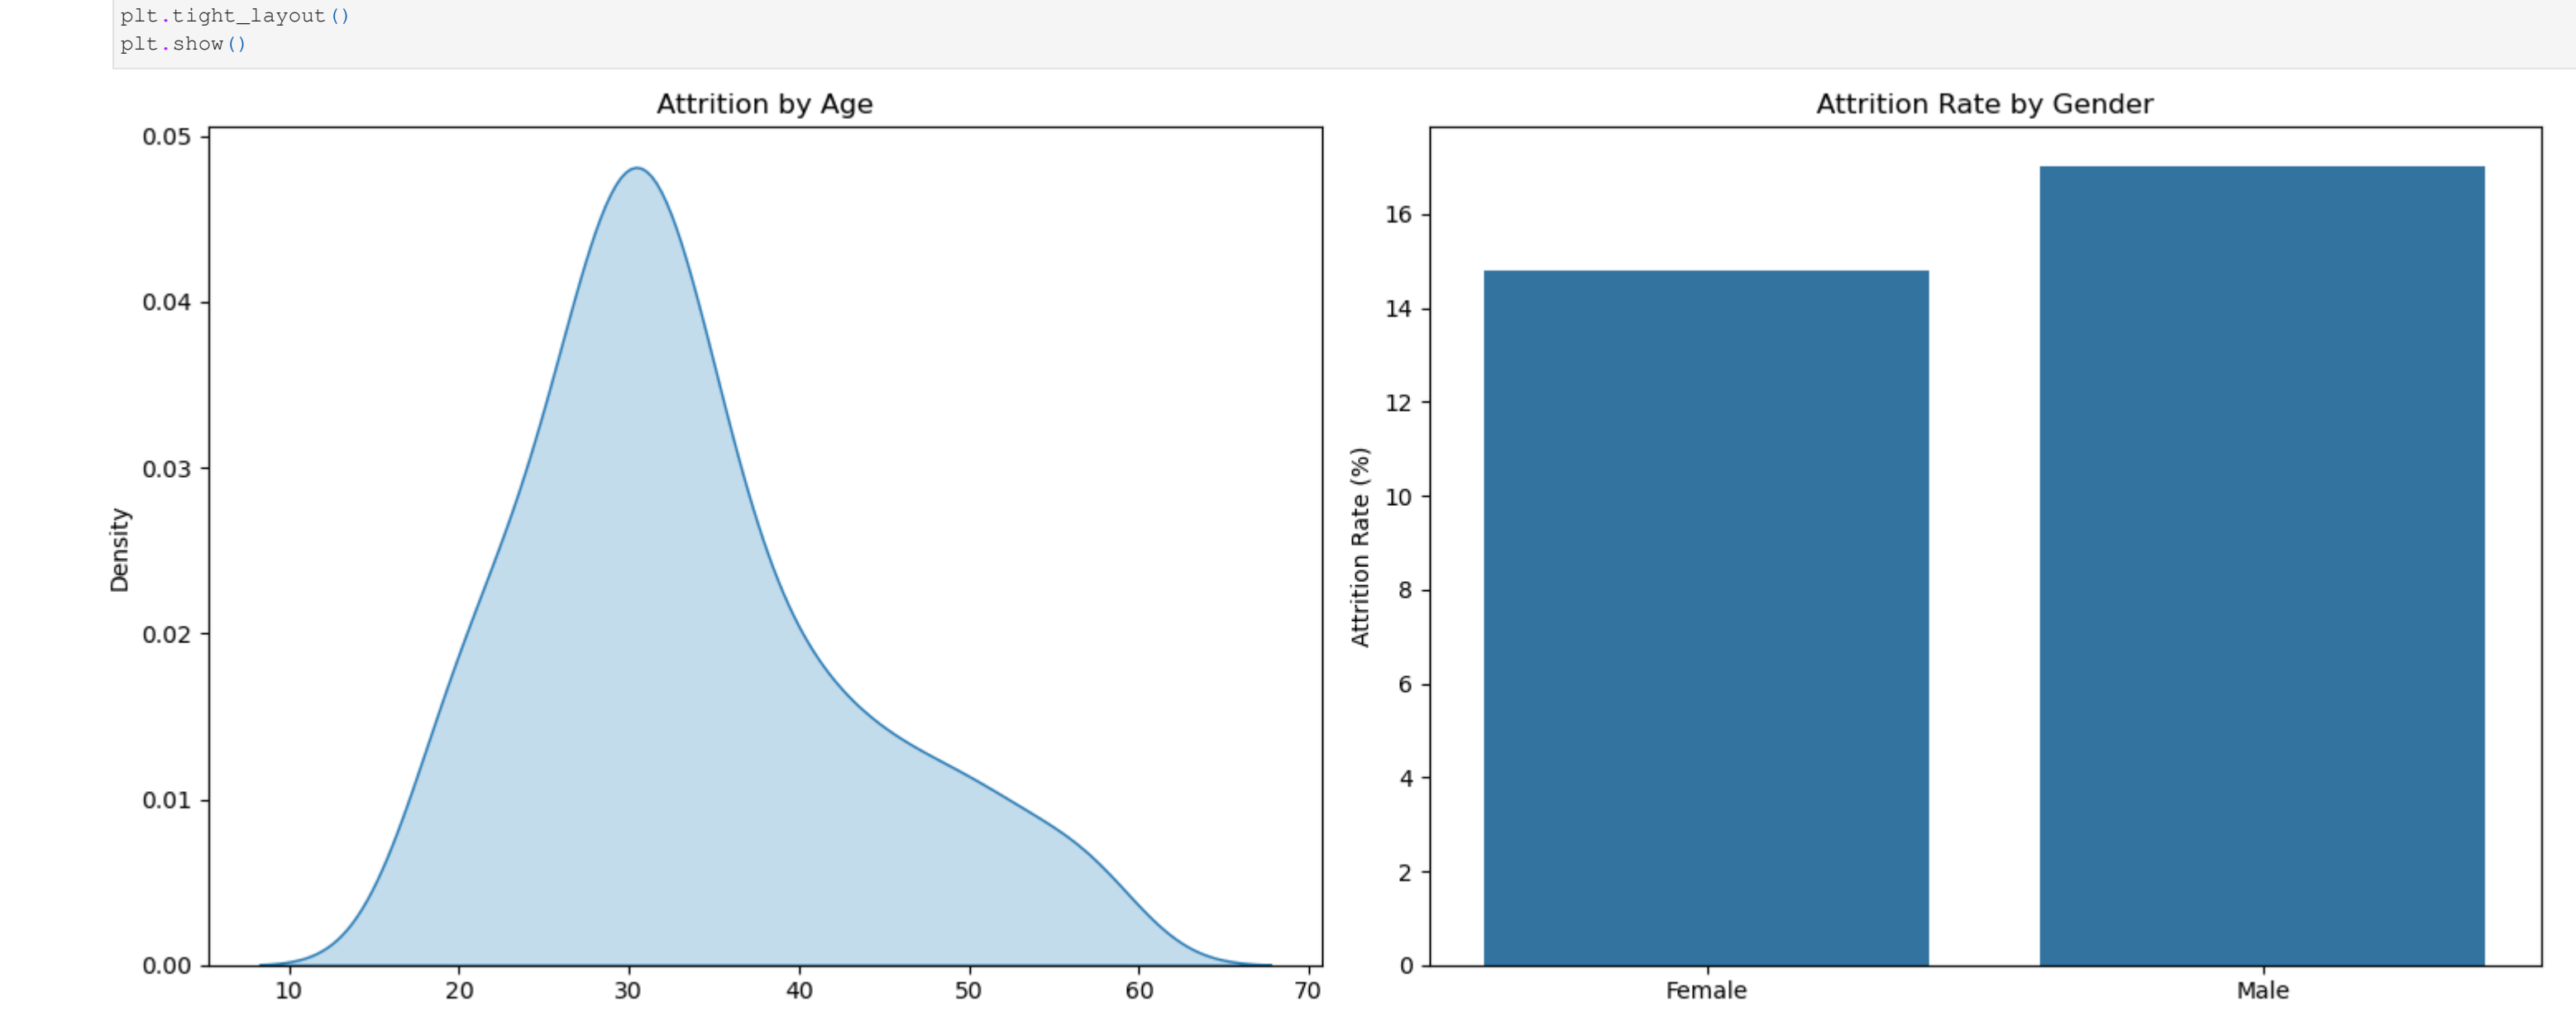 plt.tight_layout()
plt.show()
Attrition by Age
0.05
0.04
0.03
0.02
0.01
0.00
Density
10 20 30 40 50 60 70
Attrition Rate by Gender
16
14
12
10
8
6
4
2
0
Attrition Rate (%)
Female Male